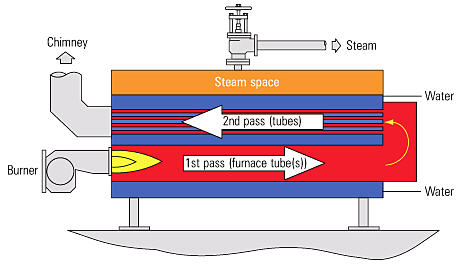 Chimney
Steam
Steam space
Water
2nd pass (tubes)
Burner
1st pass (furnace tube(s))
Water